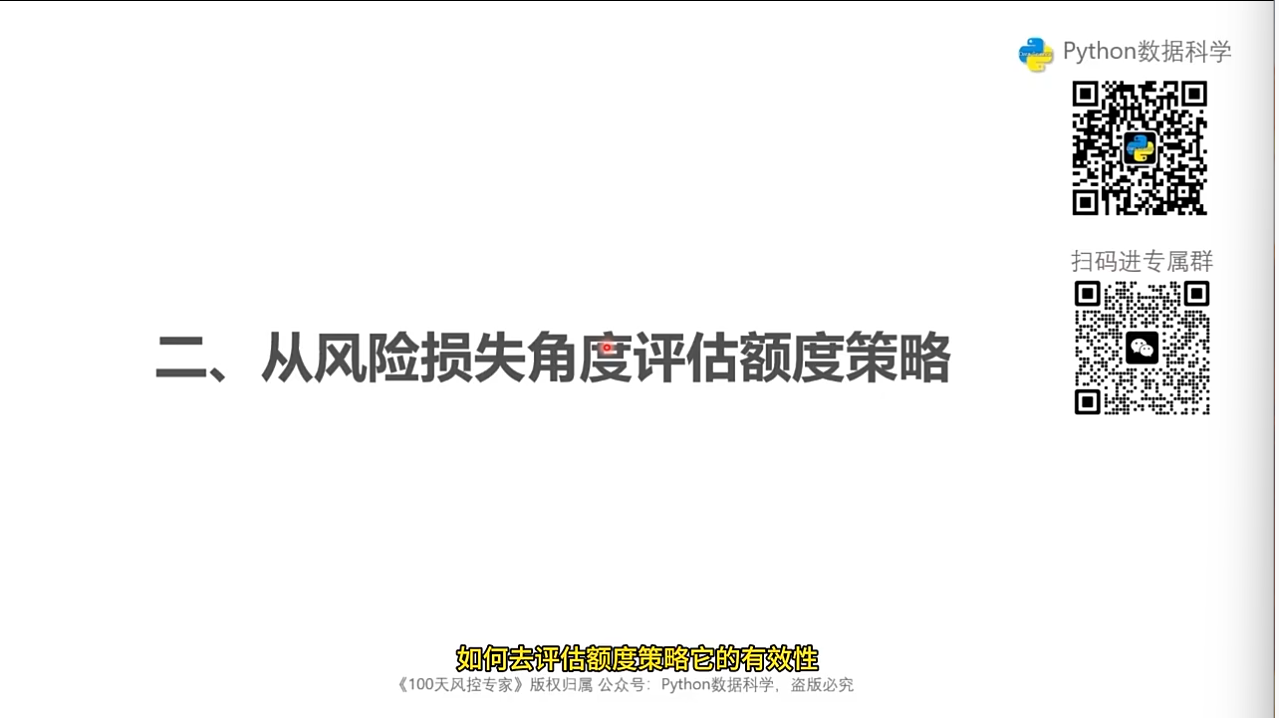 Python数据科学
扫码进专属群
二、从风险损失角度评估额度策略
如何去评估额度策略它的有效性
《100天风控专家》版权归属 公众号：Python数据科学，盗版必究